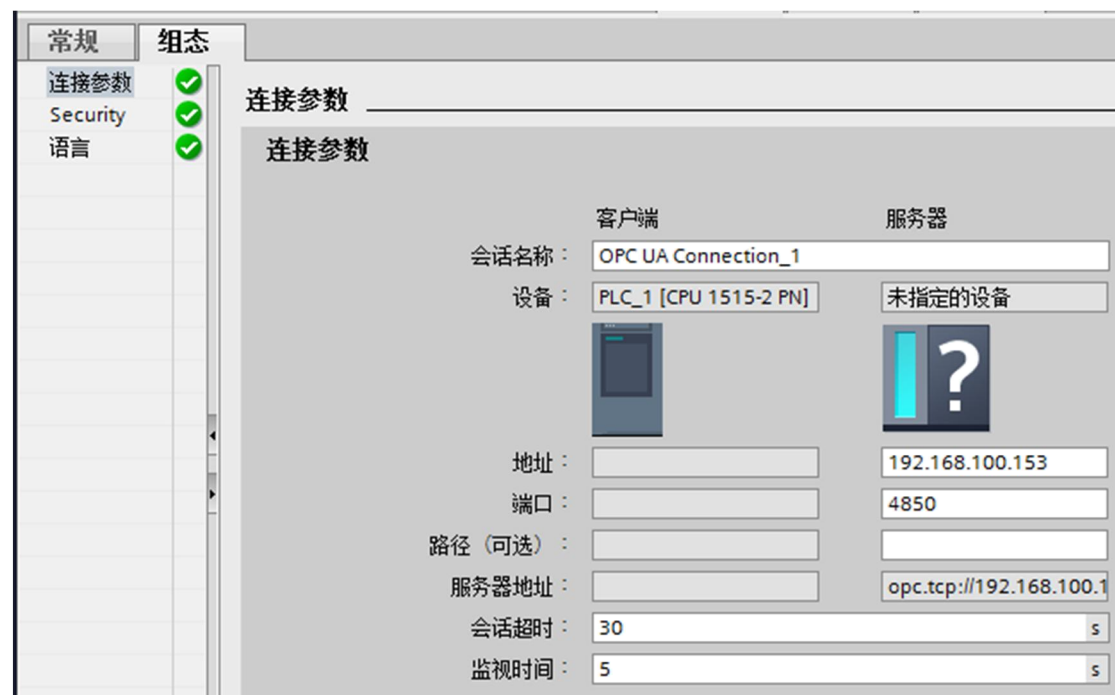 常规 组态
连接参数
Security
语言
连接参数
连接参数
客户端 服务器
会话名称： OPC UA Connection_1
设备： PLC_1 [CPU 1515-2 PN] 未指定的设备
?
地址： 192.168.100.153
端口： 4850
路径（可选）：
服务器地址： opc.tcp://192.168.100.1
会话超时： 30 s
监视时间： 5 s